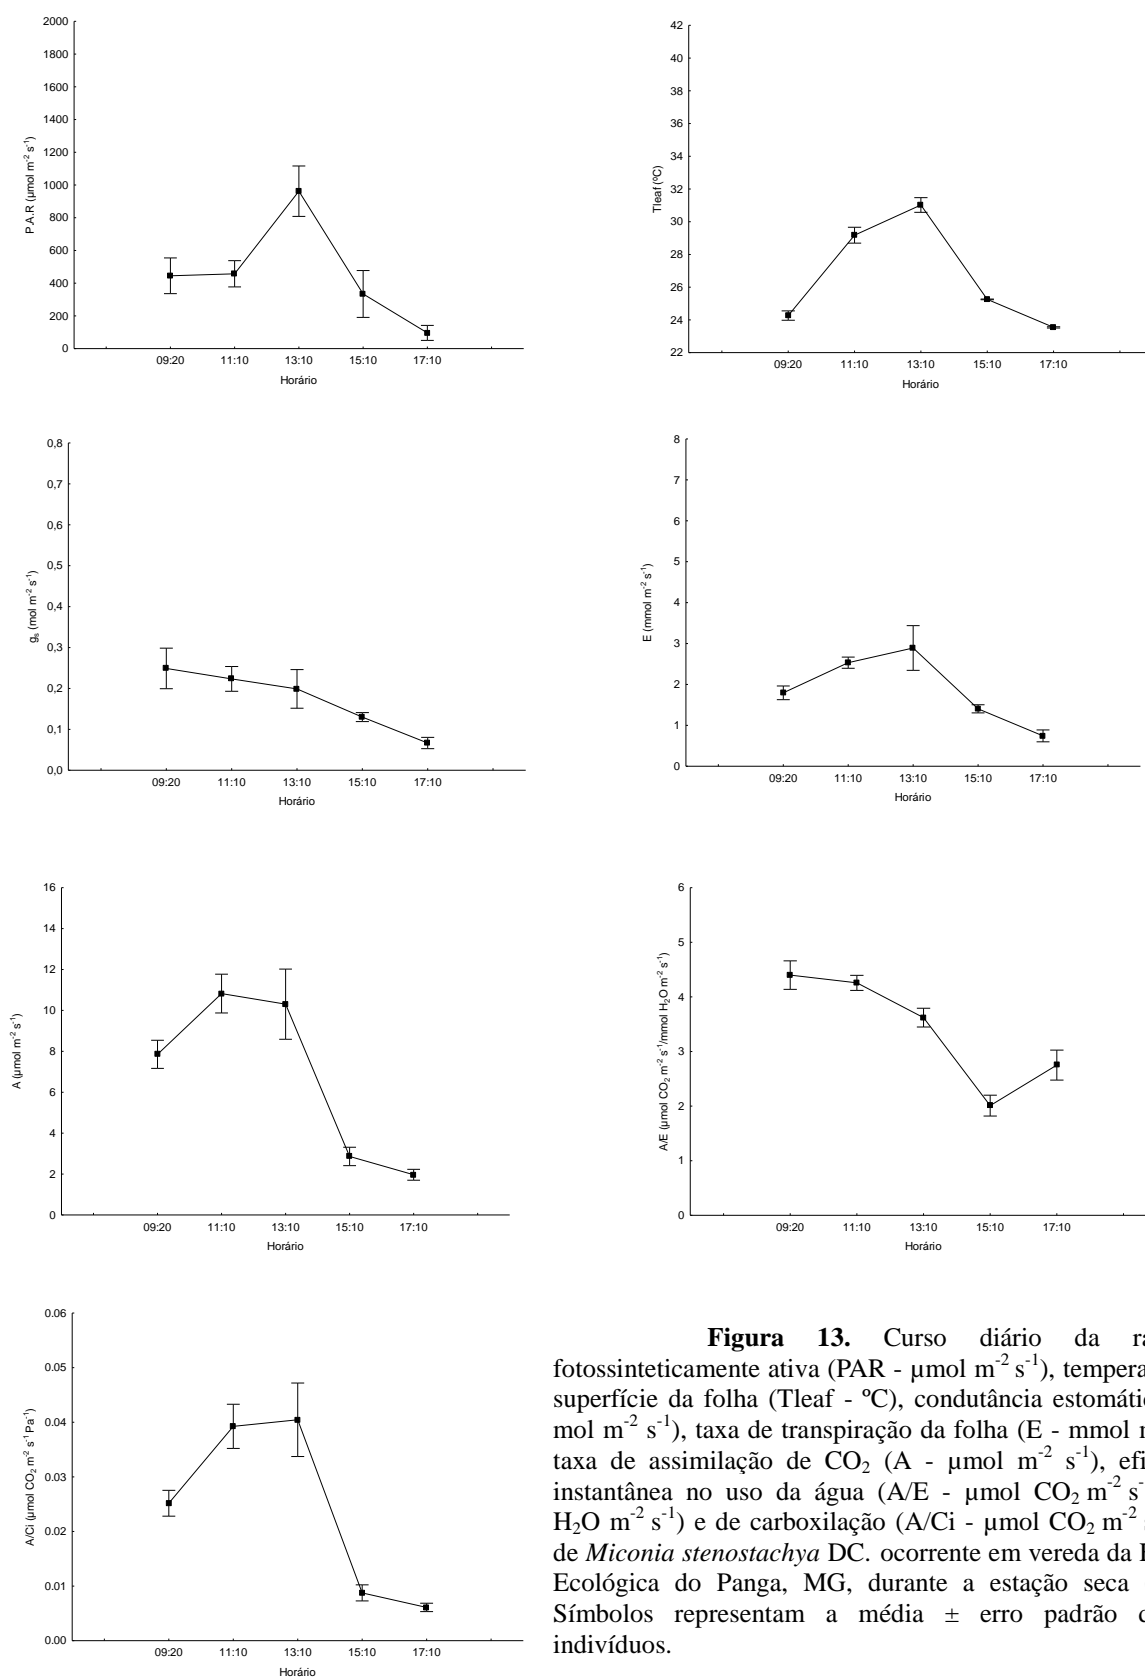 2000
1800
1600
1400
1200
1000
800
600
400
200
0
P.A.R (µmol m-2 s-1)
09:20 11:10 13:10 15:10 17:10
Horário
42
40
38
36
34
32
30
28
26
24
22
Tleaf (ºC)
09:20 11:10 13:10 15:10 17:10
Horário
0,8
0,7
0,6
0,5
0,4
0,3
0,2
0,1
0,0
gs (mol m-2 s-1)
09:20 11:10 13:10 15:10 17:10
Horário
8
7
6
5
4
3
2
1
0
E (mmol m-2 s-1)
09:20 11:10 13:10 15:10 17:10
Horário
16
14
12
10
8
6
4
2
0
A (µmol m-2 s-1)
09:20 11:10 13:10 15:10 17:10
Horário
6
5
4
3
2
1
0
A/E (µmol CO2 m-2 s-1/mmol H2O m-2 s-1)
09:20 11:10 13:10 15:10 17:10
Horário
0.06
0.05
0.04
0.03
0.02
0.01
0.00
A/Ci (µmol CO2 m-2 s-1 Pa-1)
09:20 11:10 13:10 15:10 17:10
Horário
Figura 13. Curso diário da
fotossinteticamente ativa (PAR - µmol m-2 s-1),
superfície da folha (Tleaf - ºC), condutância
mol m-2 s-1), taxa de transpiração da folha (E - mmol
taxa de assimilação de CO2 (A - µmol m-2 s-1),
instantânea no uso da água (A/E - µmol CO2 m-2
H2O m-2 s-1) e de carboxilação (A/Ci - µmol CO2 m-2
de Miconia stenostachya DC. ocorrente em vereda da
Ecológica do Panga, MG, durante a estação seca
Símbolos representam a média ± erro padrão
indivíduos.